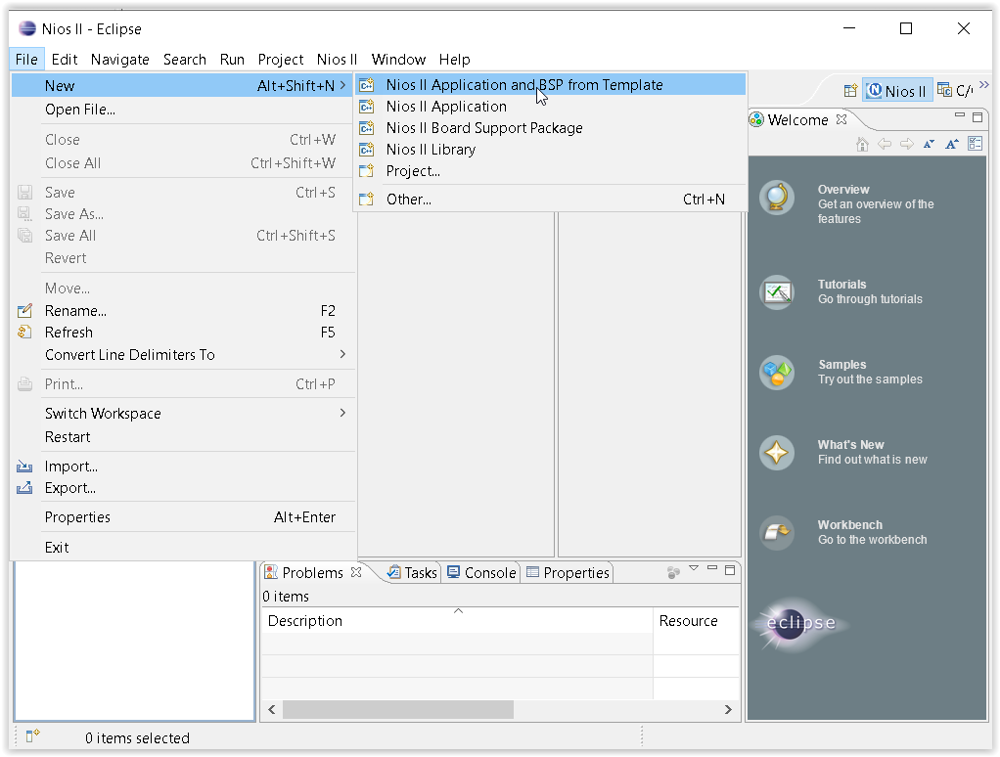 Nios II - Eclipse
File Edit Navigate Search Run Project Nios II Window Help
New Alt+Shift+N
Open File...
Close Ctrl+W
Close All Ctrl+Shift+W
Save Ctrl+S
Save As...
Save All Ctrl+Shift+S
Revert
Move...
Rename... F2
Refresh F5
Convert Line Delimiters To
Print... Ctrl+P
Switch Workspace
Restart
Import...
Export...
Properties Alt+Enter
Exit
Nios II Application and BSP from Template
Nios II Application
Nios II Board Support Package
Nios II Library
Project...
Other... Ctrl+N
Nios II C/
Welcome
Overview
Get an overview of the
features
Tutorials
Go through tutorials
Samples
Try out the samples
What's New
Find out what is new
Workbench
Go to the workbench
eclipse
Problems Tasks Console Properties
0 items
Description Resource
0 items selected